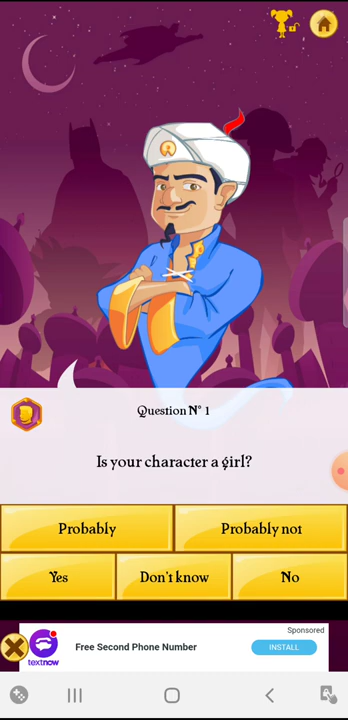 Question N° 1
Is your character a girl?
Probably
Probably not
Yes
Don't know
No
Sponsored
Free Second Phone Number
INSTALL
textnow